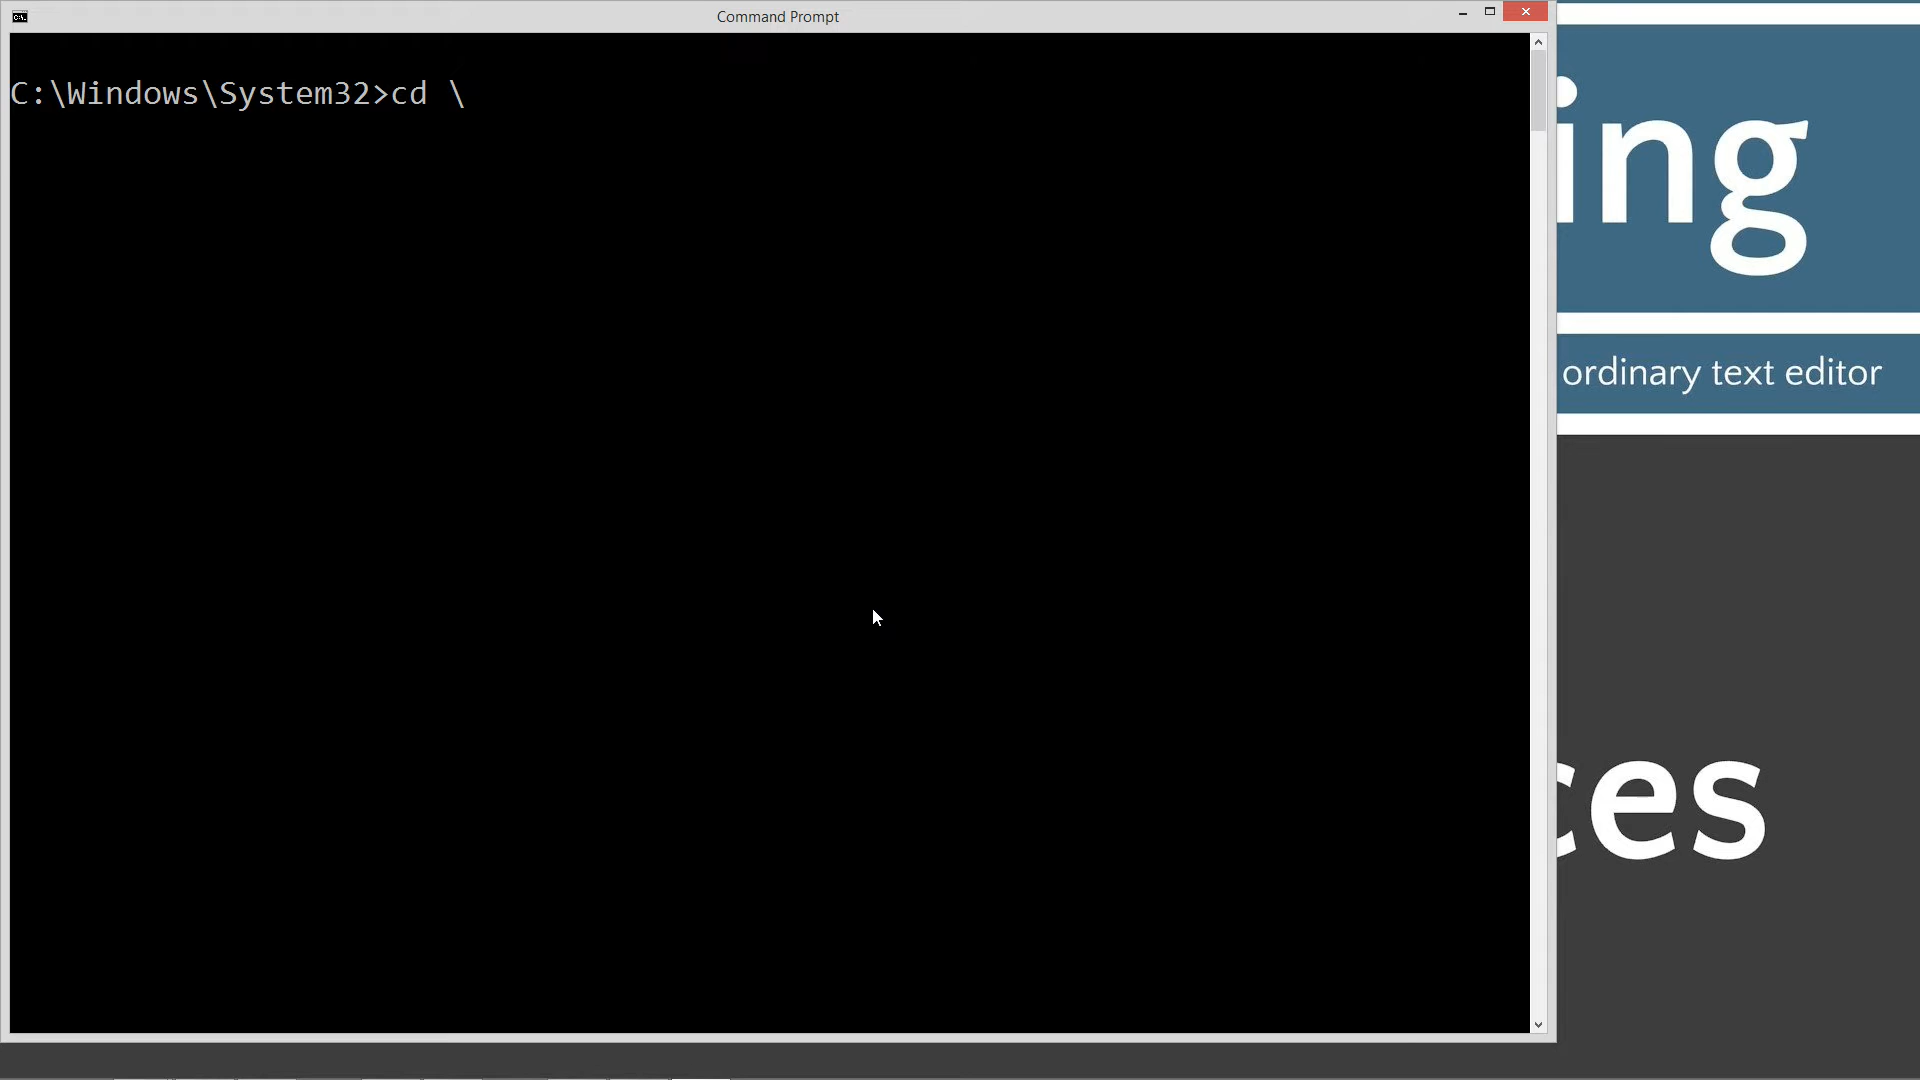 Command Prompt
C:\Windows\System32>cd \
ing
ordinary text editor
ces